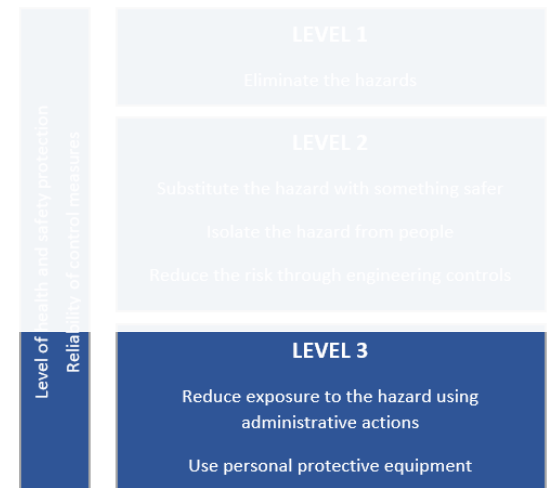 Level of health and safety protection
Reliability of control measures
LEVEL 1
Eliminate the hazards
LEVEL 2
Substitute the hazard with something safer
Isolate the hazard from people
Reduce the risk through engineering controls
LEVEL 3
Reduce exposure to the hazard using
administrative actions
Use personal protective equipment